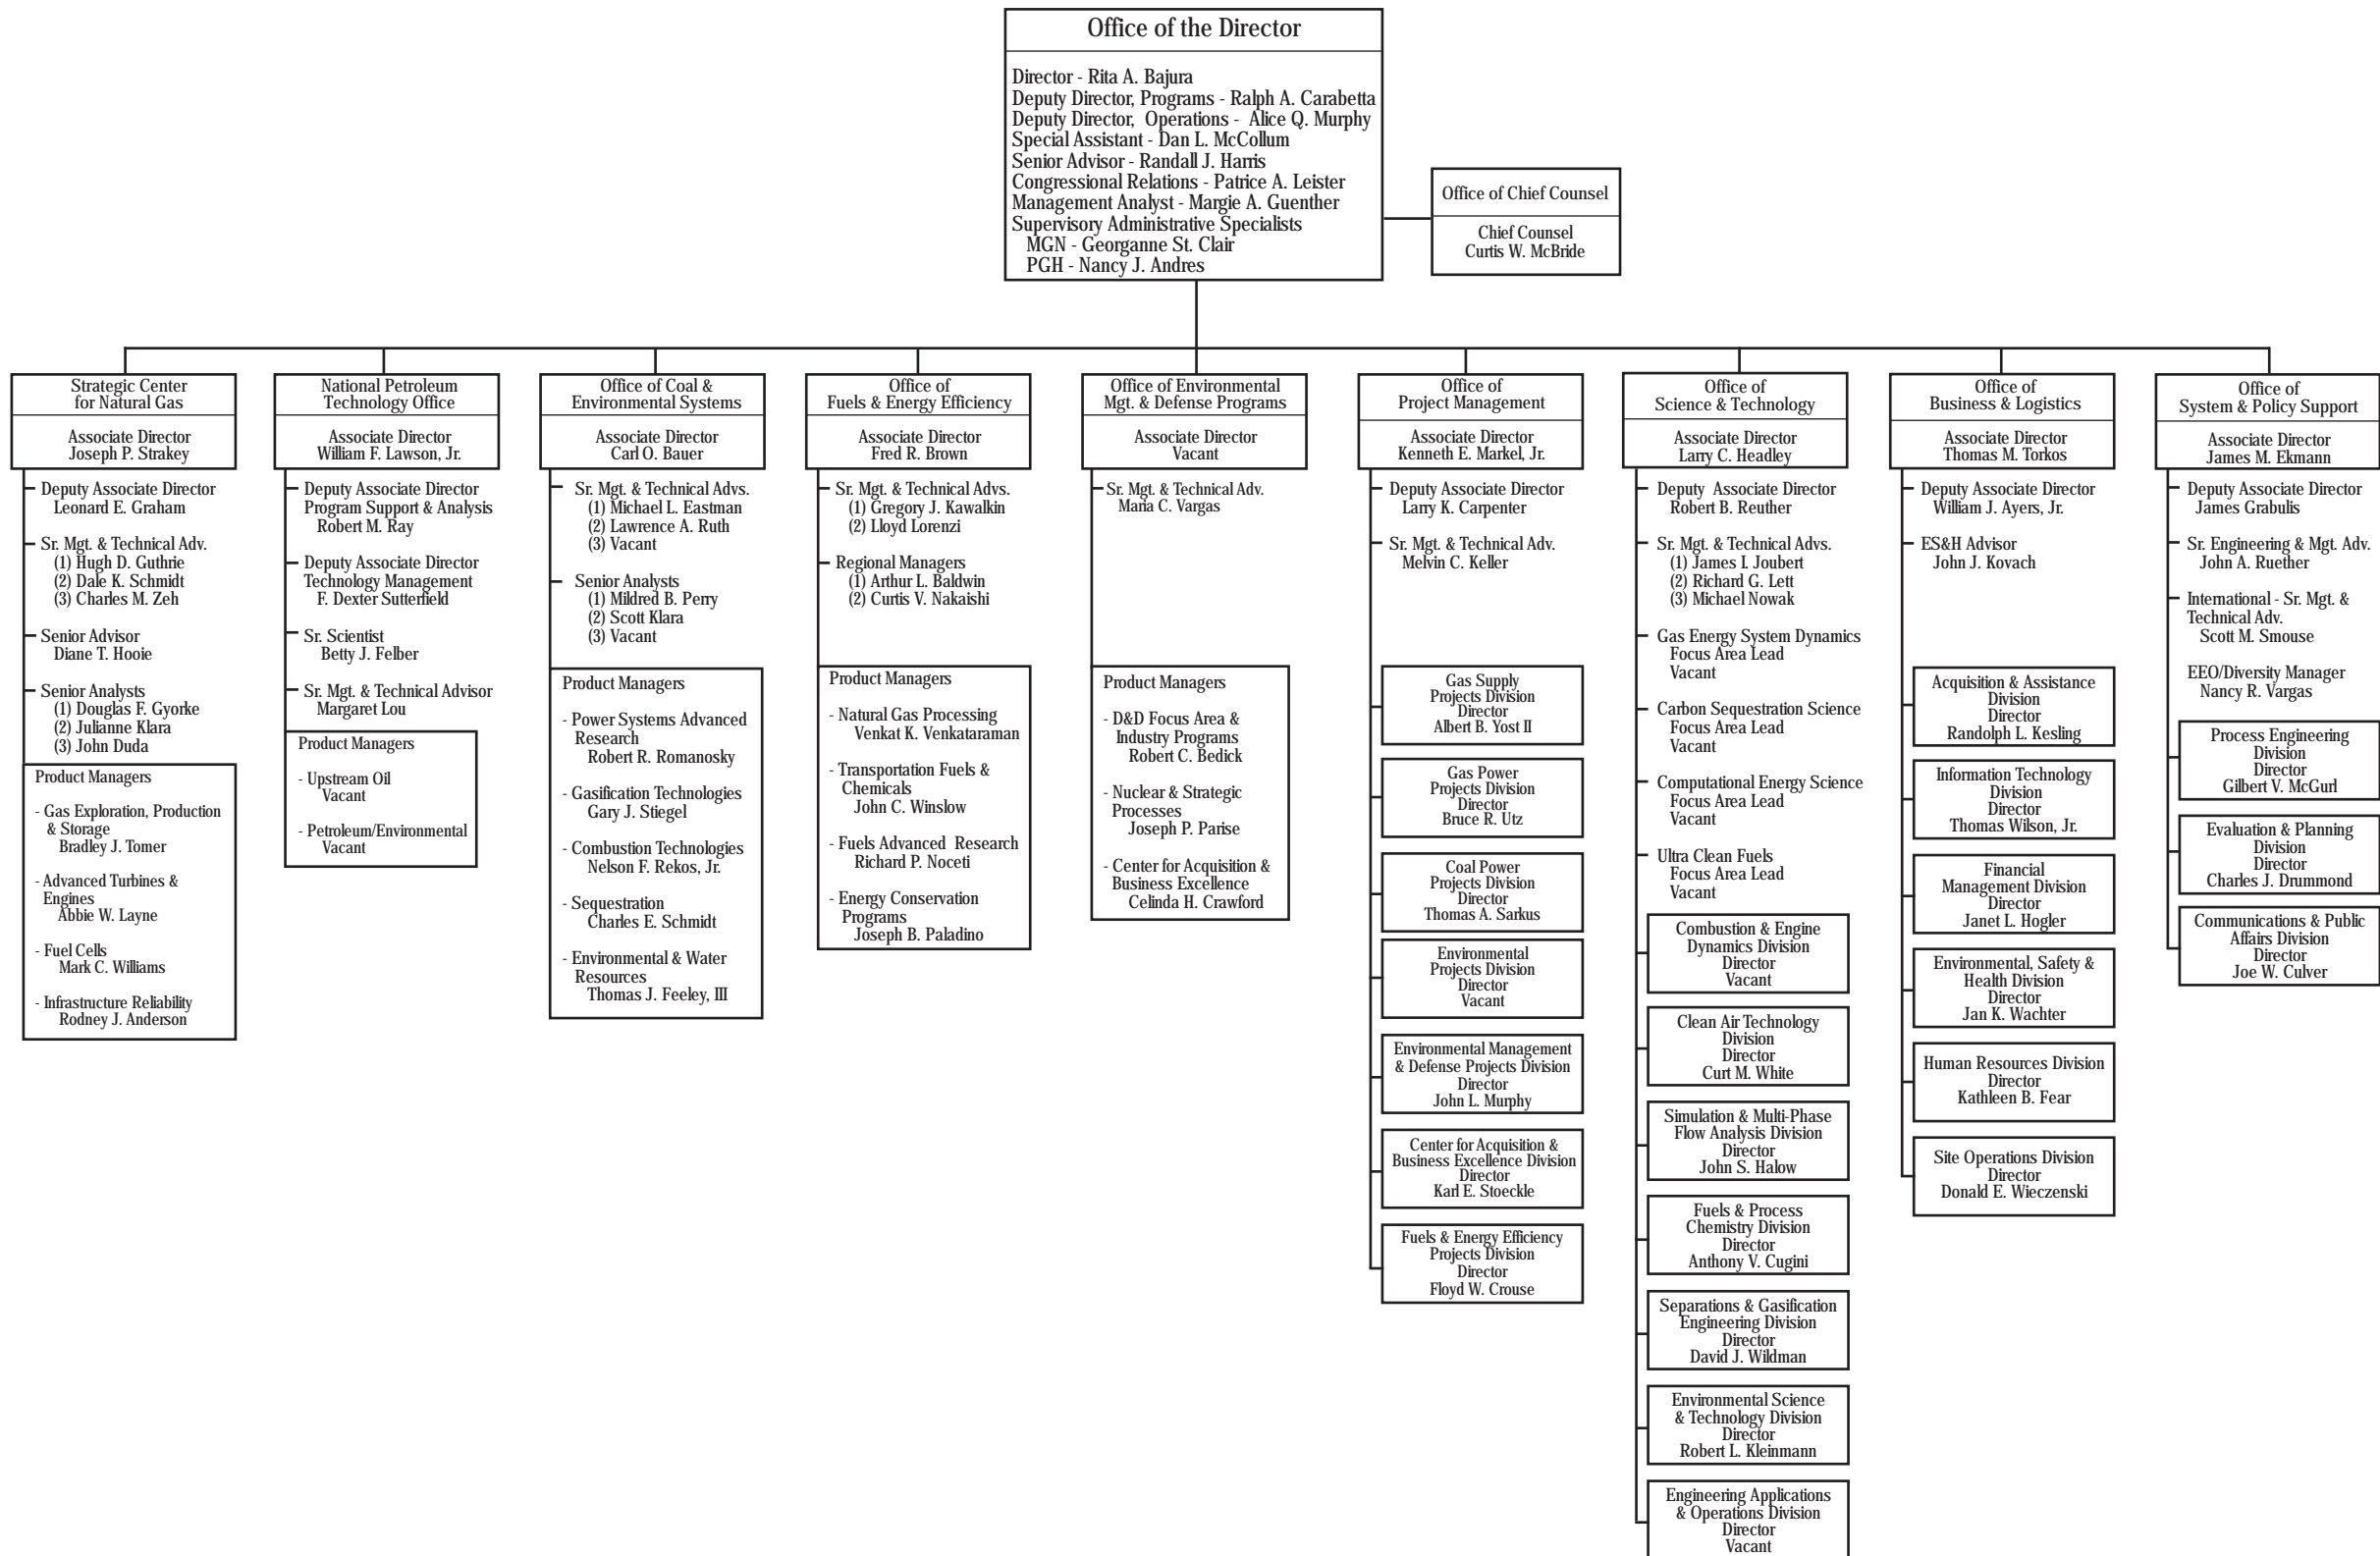 Office of the Director
Director - Rita A. Bajura
Deputy Director, Programs - Ralph A. Carabetta
Deputy Director, Operations - Alice Q. Murphy
Special Assistant - Dan L. McCollum
Senior Advisor - Randall J. Harris
Congressional Relations - Patrice A. Leister
Management Analyst - Margie A. Guenther
Supervisory Administrative Specialists
MGN - Georganne St. Clair
PGH - Nancy J. Andres
Office of Chief Counsel
Chief Counsel
Curtis W. McBride
Strategic Center
for Natural Gas
Associate Director
Joseph P. Strakey
Deputy Associate Director
Leonard E. Graham
Sr. Mgt. & Technical Adv.
(1) Hugh D. Guthrie
(2) Dale K. Schmidt
(3) Charles M. Zeh
Senior Advisor
Diane T. Hooie
Senior Analysts
(1) Douglas F. Gyorke
(2) Julianne Klara
(3) John Duda
Product Managers
- Gas Exploration, Production
& Storage
Bradley J. Tomer
- Advanced Turbines &
Engines
Abbie W. Layne
- Fuel Cells
Mark C. Williams
- Infrastructure Reliability
Rodney J. Anderson
National Petroleum
Technology Office
Associate Director
William F. Lawson, Jr.
Deputy Associate Director
Program Support & Analysis
Robert M. Ray
Deputy Associate Director
Technology Management
F. Dexter Sutterfield
Sr. Scientist
Betty J. Felber
Sr. Mgt. & Technical Advisor
Margaret Lou
Product Managers
- Upstream Oil
Vacant
- Petroleum/Environmental
Vacant
Office of Coal &
Environmental Systems
Associate Director
Carl O. Bauer
Sr. Mgt. & Technical Advs.
(1) Michael L. Eastman
(2) Lawrence A. Ruth
(3) Vacant
Senior Analysts
(1) Mildred B. Perry
(2) Scott Klara
(3) Vacant
Product Managers
- Power Systems Advanced
Research
Robert R. Romanosky
- Gasification Technologies
Gary J. Stiegel
- Combustion Technologies
Nelson F. Rekos, Jr.
- Sequestration
Charles E. Schmidt
- Environmental & Water
Resources
Thomas J. Feeley, III
Office of
Fuels & Energy Efficiency
Associate Director
Fred R. Brown
Sr. Mgt. & Technical Advs.
(1) Gregory J. Kawalkin
(2) Lloyd Lorenzi
Regional Managers
(1) Arthur L. Baldwin
(2) Curtis V. Nakaishi
Product Managers
- Natural Gas Processing
Venkat K. Venkataraman
- Transportation Fuels &
Chemicals
John C. Winslow
- Fuels Advanced Research
Richard P. Noceti
- Energy Conservation
Programs
Joseph B. Paladino
Office of Environmental
Mgt. & Defense Programs
Associate Director
Vacant
Sr. Mgt. & Technical Adv.
Maria C. Vargas
Product Managers
- D&D Focus Area &
Industry Programs
Robert C. Bedick
- Nuclear & Strategic
Processes
Joseph P. Parise
- Center for Acquisition &
Business Excellence
Celinda H. Crawford
Office of
Project Management
Associate Director
Kenneth E. Markel, Jr.
Deputy Associate Director
Larry K. Carpenter
Sr. Mgt. & Technical Adv.
Melvin C. Keller
Gas Supply
Projects Division
Director
Albert B. Yost II
Gas Power
Projects Division
Director
Bruce R. Utz
Coal Power
Projects Division
Director
Thomas A. Sarkus
Environmental
Projects Division
Director
Vacant
Environmental Management
& Defense Projects Division
Director
John L. Murphy
Center for Acquisition &
Business Excellence Division
Director
Karl E. Stoeckle
Fuels & Energy Efficiency
Projects Division
Director
Floyd W. Crouse
Office of
Science & Technology
Associate Director
Larry C. Headley
Deputy Associate Director
Robert B. Reuther
Sr. Mgt. & Technical Advs.
(1) James I. Joubert
(2) Richard G. Lett
(3) Michael Nowak
Gas Energy System Dynamics
Focus Area Lead
Vacant
Carbon Sequestration Science
Focus Area Lead
Vacant
Computational Energy Science
Focus Area Lead
Vacant
Ultra Clean Fuels
Focus Area Lead
Vacant
Combustion & Engine
Dynamics Division
Director
Vacant
Clean Air Technology
Division
Director
Curt M. White
Simulation & Multi-Phase
Flow Analysis Division
Director
John S. Halow
Fuels & Process
Chemistry Division
Director
Anthony V. Cugini
Separations & Gasification
Engineering Division
Director
David J. Wildman
Environmental Science
& Technology Division
Director
Robert L. Kleinmann
Engineering Applications
& Operations Division
Director
Vacant
Office of
Business & Logistics
Associate Director
Thomas M. Torkos
Deputy Associate Director
William J. Ayers, Jr.
ES&H Advisor
John J. Kovach
Acquisition & Assistance
Division
Director
Randolph L. Kesling
Information Technology
Division
Director
Thomas Wilson, Jr.
Financial
Management Division
Director
Janet L. Hogler
Environmental, Safety &
Health Division
Director
Jan K. Wachter
Human Resources Division
Director
Kathleen B. Fear
Site Operations Division
Director
Donald E. Wieczenski
Office of
System & Policy Support
Associate Director
James M. Ekmann
Deputy Associate Director
James Grabulis
Sr. Engineering & Mgt. Adv.
John A. Ruether
International - Sr. Mgt. &
Technical Adv.
Scott M. Smouse
EEO/Diversity Manager
Nancy R. Vargas
Process Engineering
Division
Director
Gilbert V. McGurl
Evaluation & Planning
Division
Director
Charles J. Drummond
Communications & Public
Affairs Division
Director
Joe W. Culver